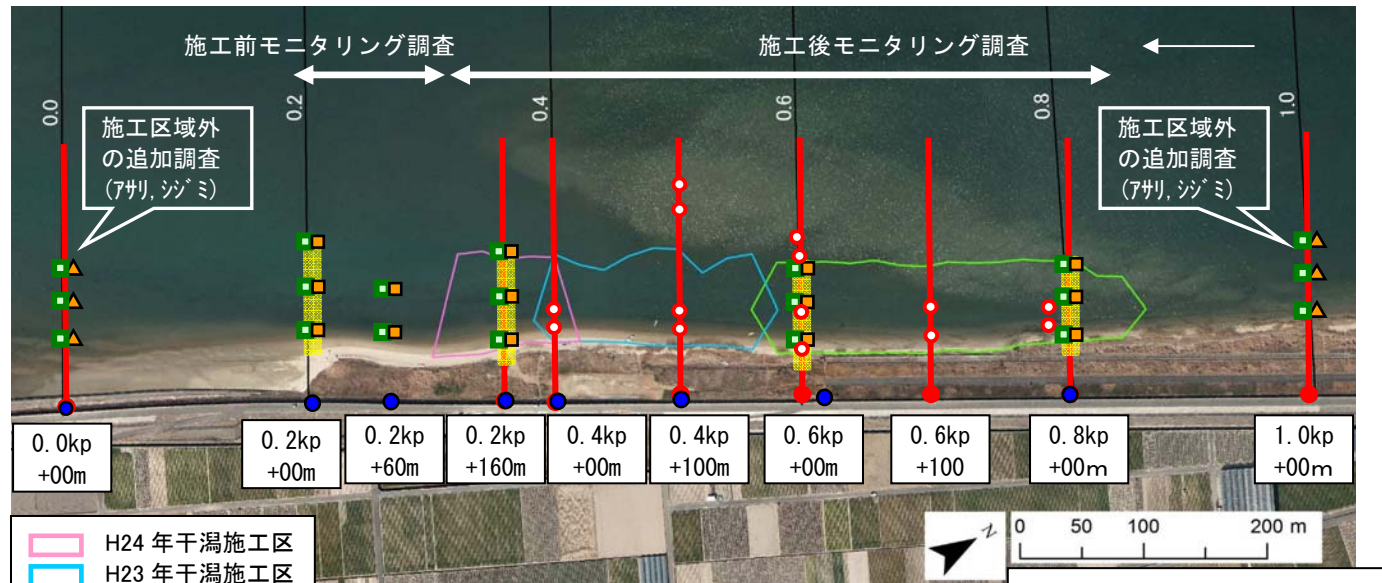 施工前モニタリング調査
施工後モニタリング調査
0.0
0.2
0.4
0.6
0.8
1.0
施工区域外
の追加調査
(ｱｻﾘ,ｼｼﾞﾐ)
施工区域外
の追加調査
(ｱｻﾘ,ｼｼﾞﾐ)
0.0kp
+00m
0.2kp
+00m
0.2kp
+60m
0.2kp
+160m
0.4kp
+00m
0.4kp
+100m
0.6kp
+00m
0.6kp
+100
0.8kp
+00ｍ
1.0kp
+00ｍ
H24 年干潟施工区
H23 年干潟施工区
N
0 50 100 200 m